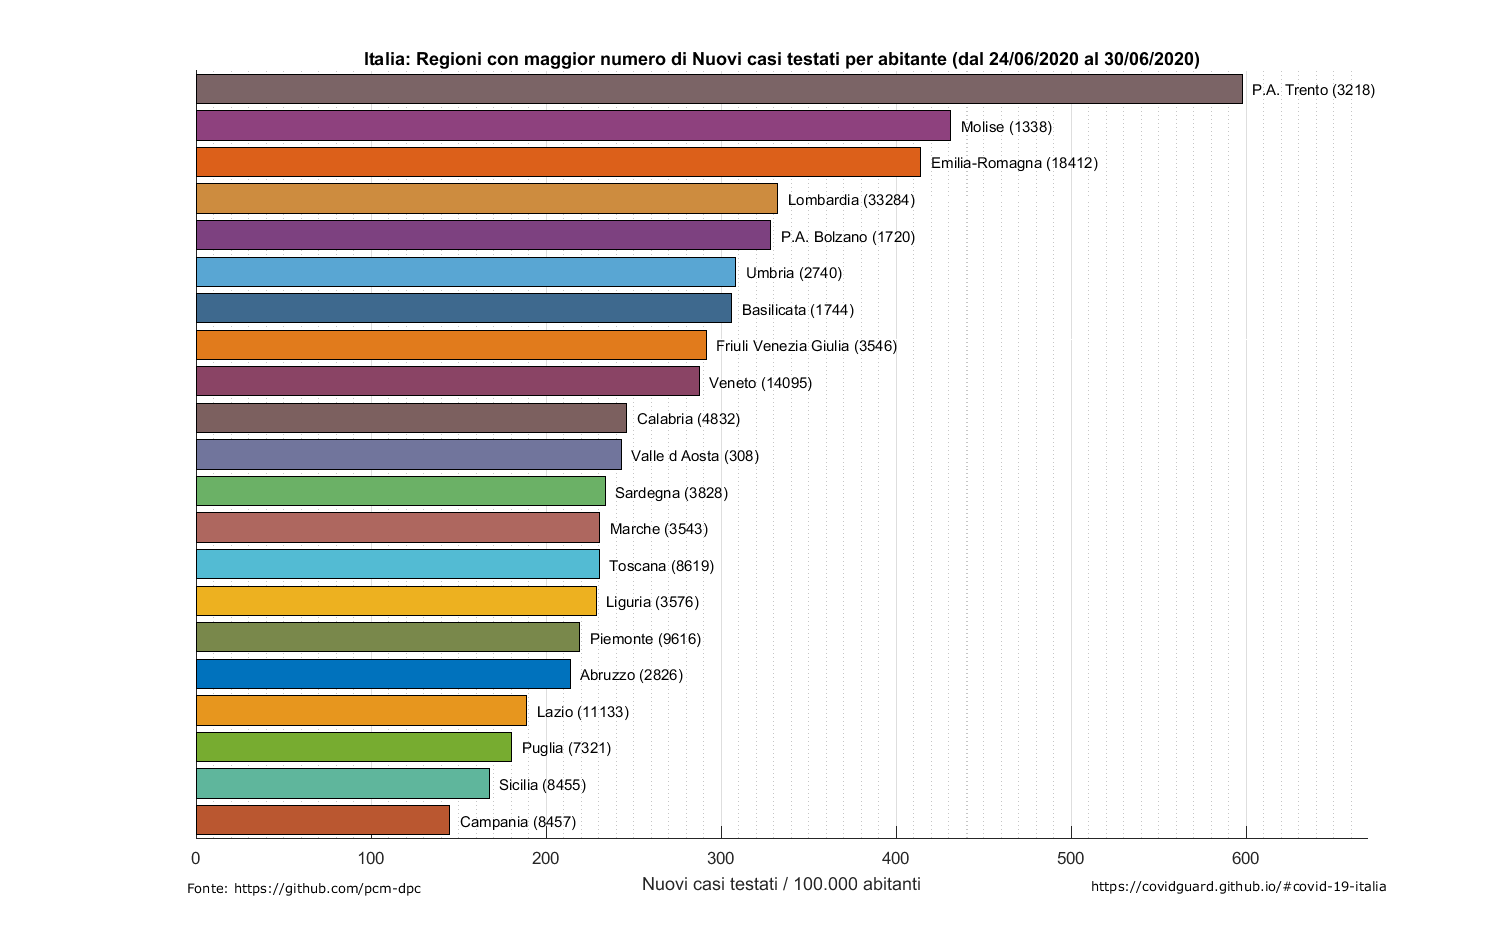 Italia: Regioni con maggior numero di Nuovi casi testati per abitante (dal 24/06/2020 al 30/06/2020)
P.A. Trento (3218)
Molise (1338)
Emilia-Romagna (18412)
Lombardia (33284)
P.A. Bolzano (1720)
Umbria (2740)
Basilicata (1744)
Friuli Venezia Giulia (3546)
Veneto (14095)
Calabria (4832)
Valle d Aosta (308)
Sardegna (3828)
Marche (3543)
Toscana (8619)
Liguria (3576)
Piemonte (9616)
Abruzzo (2826)
Lazio (11133)
Puglia (7321)
Sicilia (8455)
Campania (8457)
0 100 200 300 400 500 600
Nuovi casi testati / 100.000 abitanti
Fonte: https://github.com/pcm-dpc
https://covidguard.github.io/#covid-19-italia